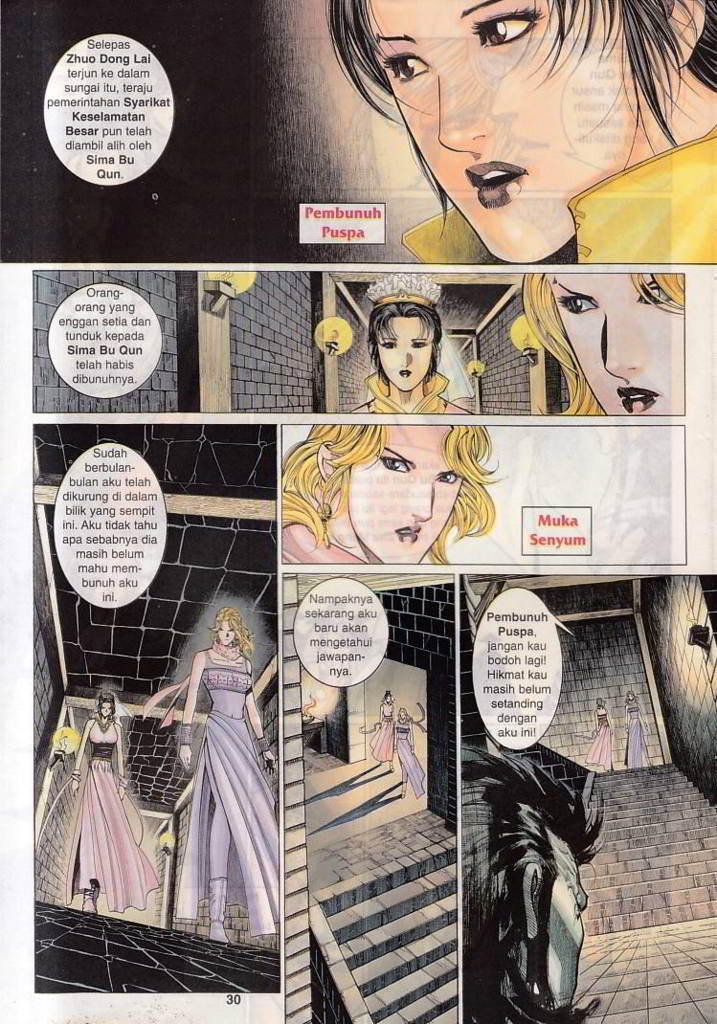 Selepas
Zhuo Dong Lai
terjun ke dalam
sungai itu, teraju
pemerintahan Syarikat
Keselamatan
Besar pun telah
diambil alih oleh
Sima Bu
Qun.
Pembunuh
Puspa
Orang-
orang yang
enggan setia dan
tunduk kepada
Sima Bu Qun
telah habis
dibunuhnya.
Sudah
berbulan-
bulan aku telah
dikurung di dalam
bilik yang sempit
ini. Aku tidak tahu
apa sebabnya dia
masih belum
mahu mem-
bunuh aku
ini.
Muka
Senyum
Nampaknya
sekarang aku
baru akan
mengetahui
jawapan-
nya.
Pembunuh
Puspa,
jangan kau
bodoh lagi!
Hikmat kau
masih belum
setanding
dengan
aku ini!
30